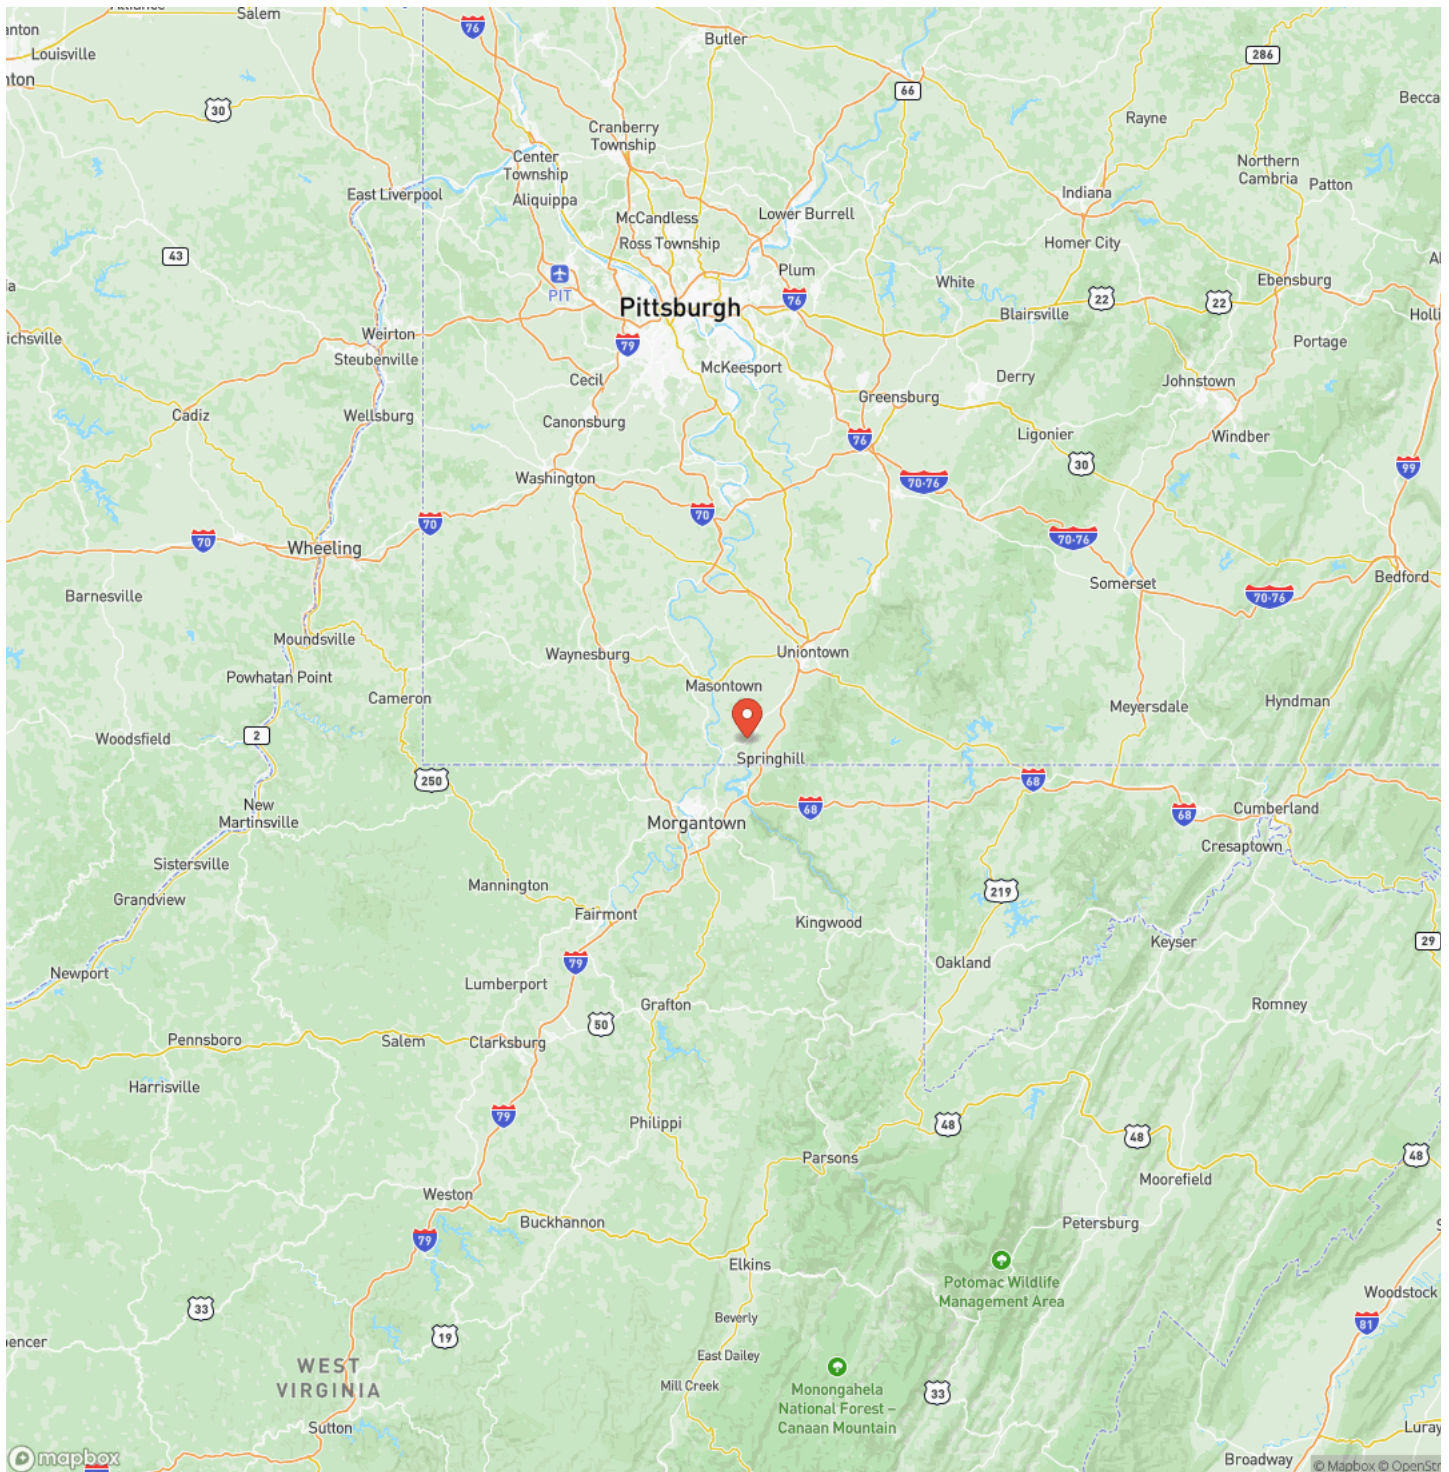 Salem
76
anton
Louisville
Butler
286
nton
66
Becca
30
Rayne
Cranberry
Township
Center
Township
Northern
Cambria
Patton
East Liverpool
Aliquippa
Indiana
McCandless
Lower Burrell
Ross Township
Homer City
43
Plum
Ebensburg
a
PIT
White
76
22
22
Pittsburgh
Blairsville
Holli
ichsville
Weirton
79
Portage
Steubenville
McKeesport
Cecil
Derry
Johnstown
Cadiz
Wellsburg
Greensburg
Canonsburg
Ligonier
Windber
76
30
99
Washington
70-76
70
70
70
70-76
Wheeling
Bedford
Barnesville
Somerset
70-76
Moundsville
Waynesburg
Uniontown
Powhatan Point
Masontown
Cameron
Meyersdale
Hyndman
Woodsfield
2
Springhill
250
68
New
Martinsville
68
68
Cumberland
Morgantown
Cresaptown
Sistersville
Mannington
219
Grandview
Fairmont
Kingwood
Keyser
29
79
Oakland
Newport
Lumberport
Grafton
Romney
50
Pennsboro
Salem
Clarksburg
Harrisville
79
Philippi
48
48
48
Parsons
Moorefield
Weston
Buckhannon
Petersburg
79
Elkins
Potomac Wildlife
Management Area
Woodstock
33
Beverly
81
19
pencer
East Dailey
WEST
VIRGINIA
Mill Creek
Monongahela
National Forest –
Canaan Mountain
33
Sutton
Luray
Broadway
mapbox
© Mapbox © OpenStr